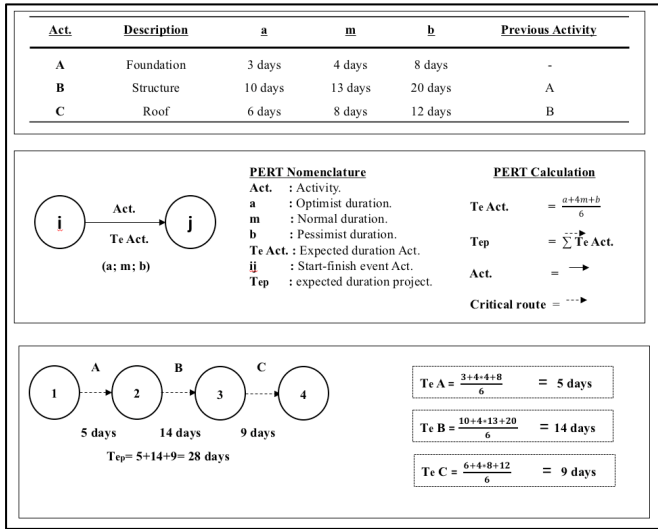 Act. Description a m b Previous Activity
A Foundation 3 days 4 days 8 days -
B Structure 10 days 13 days 20 days A
C Roof 6 days 8 days 12 days B
i Act. j
Te Act.
(a; m; b)
PERT Nomenclature
Act. : Activity.
a : Optimist duration.
m : Normal duration.
b : Pessimist duration.
Te Act. : Expected duration Act.
ij : Start-finish event Act.
Tep : expected duration project.
PERT Calculation
Te Act. = a+4m+b / 6
Tep = ∑ Te Act.
Act. = →
Critical route = ⇢
A B C
1 2 3 4
5 days 14 days 9 days
Tep= 5+14+9= 28 days
Te A = 3+4*4+8 / 6 = 5 days
Te B = 10+4*13+20 / 6 = 14 days
Te C = 6+4*8+12 / 6 = 9 days